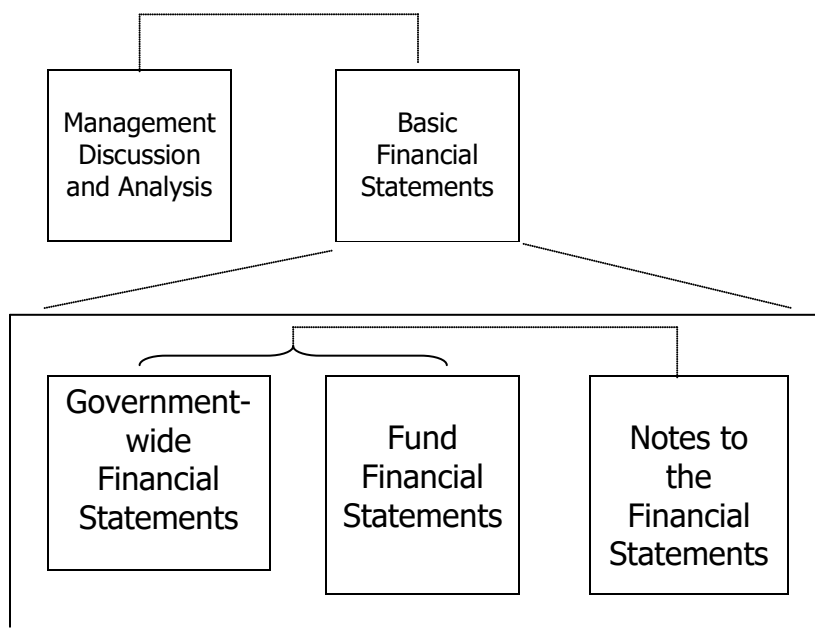 Management
Discussion
and Analysis
Basic
Financial
Statements
Government-
wide
Financial
Statements
Fund
Financial
Statements
Notes to
the
Financial
Statements